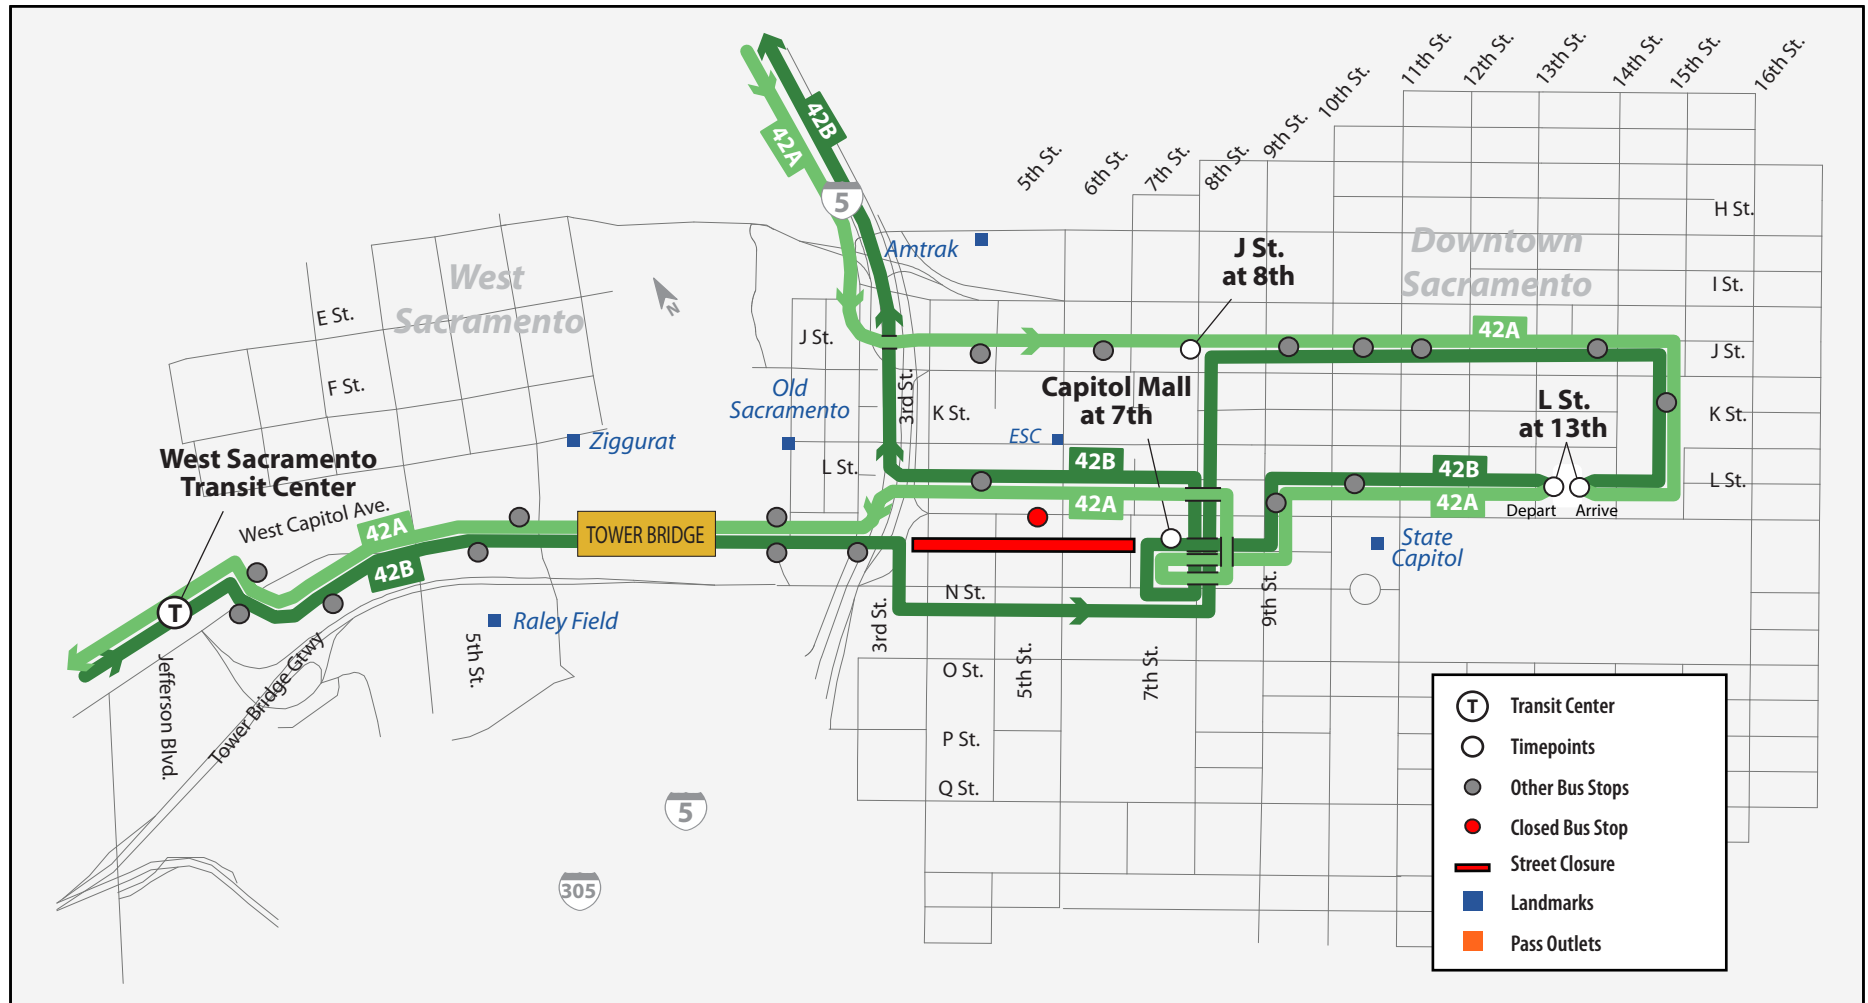 11th St.
12th St.
13th St.
14th St.
15th St.
16th St.
10th St.
9th St.
8th St.
7th St.
6th St.
5th St.
42B
42A
5
H St.
Amtrak
J St.
at 8th
Downtown
Sacramento
I St.
West
Sacramento
E St.
N
J St.
42A
J St.
F St.
Old
Sacramento
3rd St.
K St.
Capitol Mall
at 7th
L St.
at 13th
K St.
Ziggurat
ESC
West Sacramento
Transit Center
L St.
42B
42B
L St.
42A
42A
Depart
Arrive
West Capitol Ave.
42A
TOWER BRIDGE
State
Capitol
42B
N St.
9th St.
Raley Field
3rd St.
5th St.
Jefferson Blvd.
Tower Bridge Gtwy
O St.
5th St.
7th St.
P St.
Q St.
5
305
T
T
Transit Center
Timepoints
Other Bus Stops
Closed Bus Stop
Street Closure
Landmarks
Pass Outlets